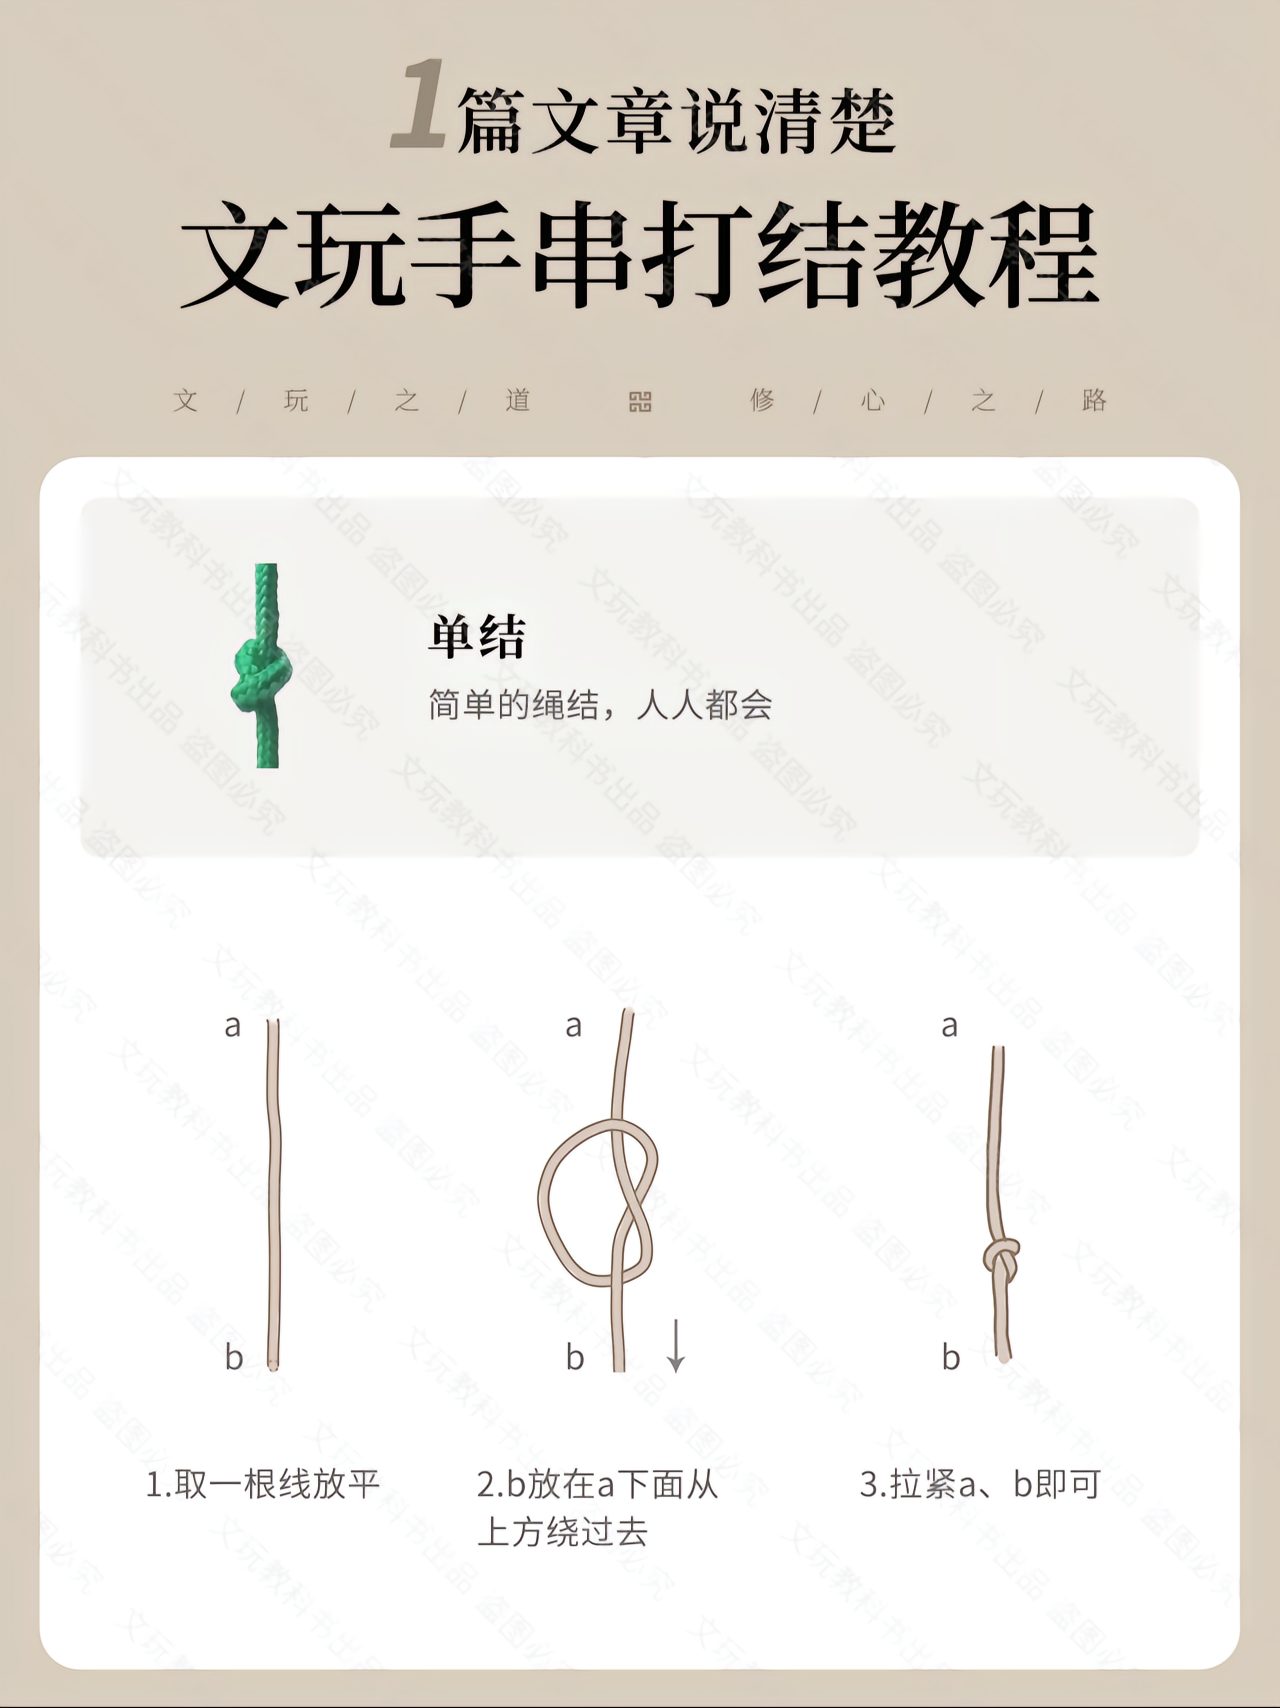 1篇文章说清楚
文玩手串打结教程
文 / 玩 / 之 / 道 修 / 心 / 之 / 路
单结
简单的绳结，人人都会
a
a
a
b
b
b
1.取一根线放平
2.b放在a下面从
上方绕过去
3.拉紧a、b即可
文玩教科书出品 盗图必究